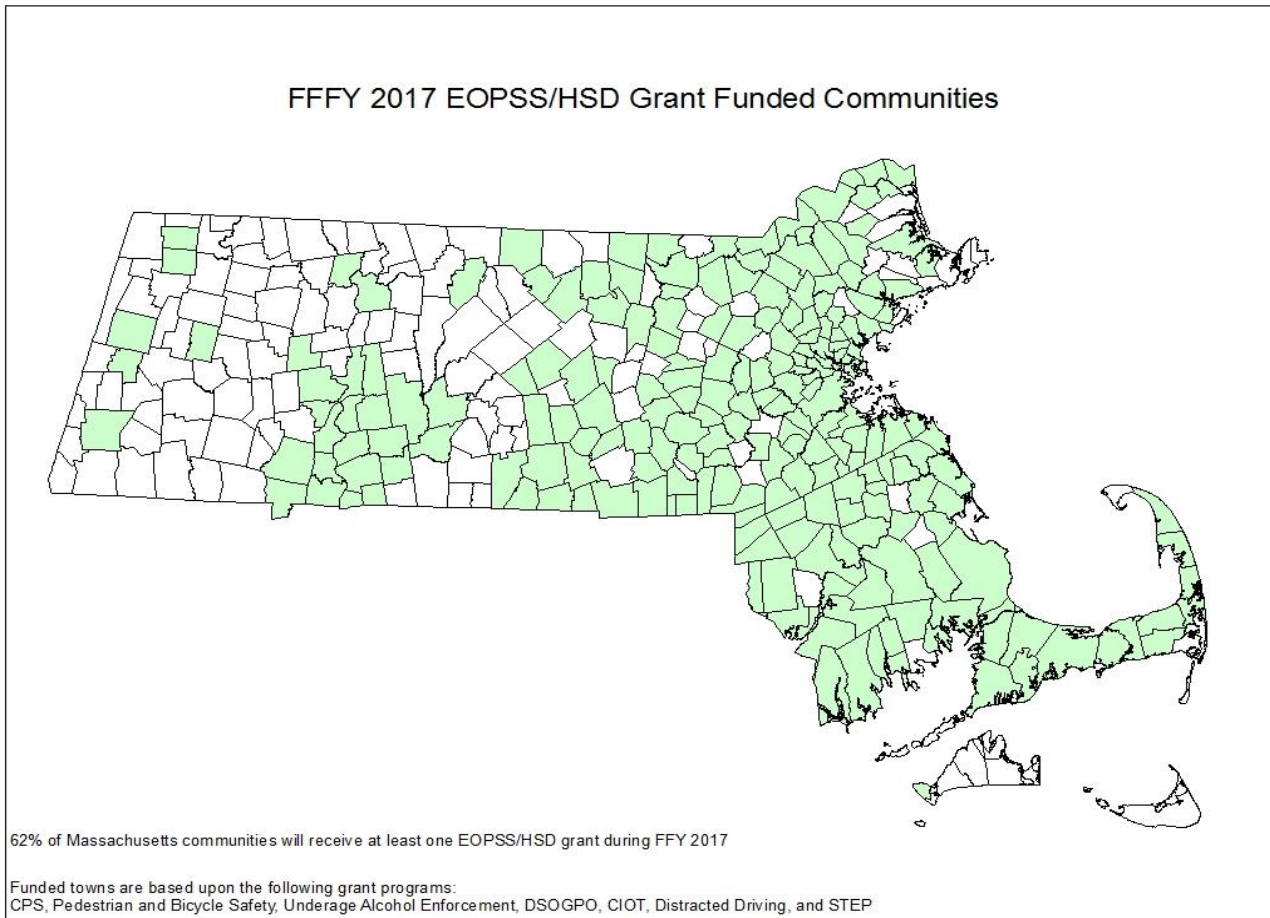 FFFY 2017 EOPSS/HSD Grant Funded Communities
62% of Massachusetts communities will receive at least one EOPSS/HSD grant during FFY 2017
Funded towns are based upon the following grant programs:
CPS, Pedestrian and Bicycle Safety, Underage Alcohol Enforcement, DSOGPO, CIOT, Distracted Driving, and STEP